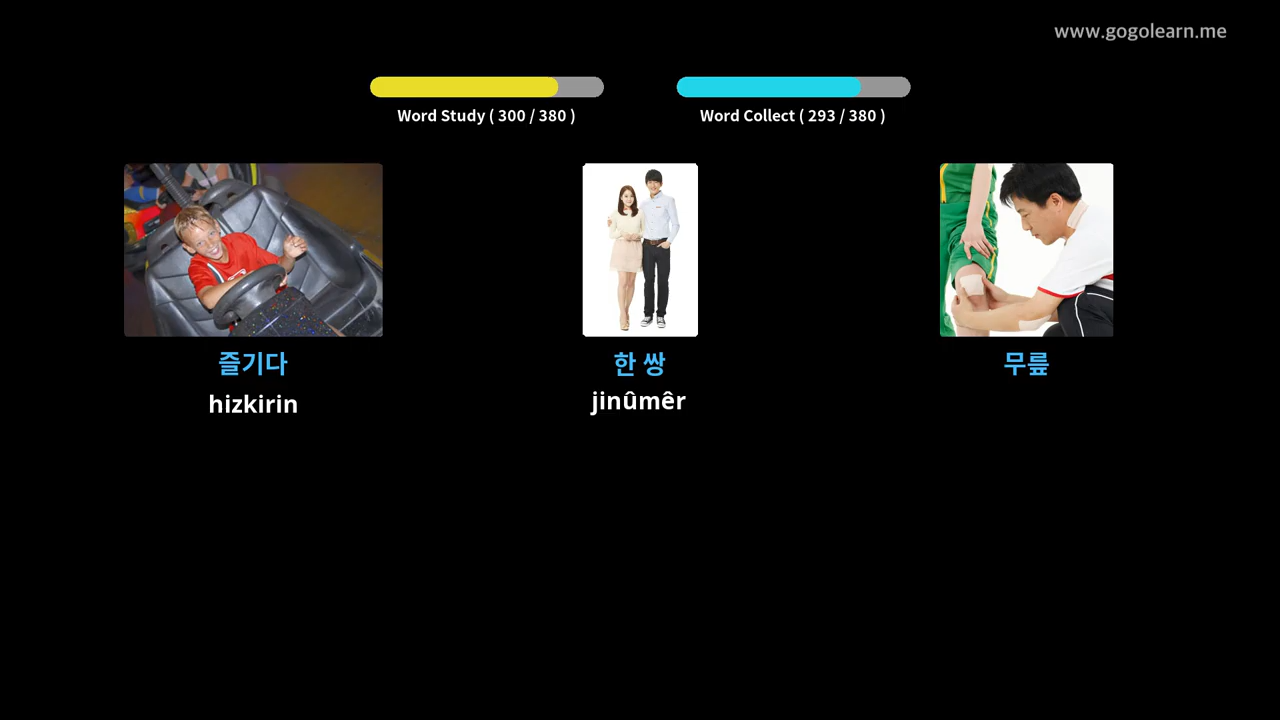 www.gogolearn.me
Word Study ( 300 / 380 )
Word Collect ( 293 / 380 )
즐기다
한 쌍
무릎
hizkirin
jinûmêr